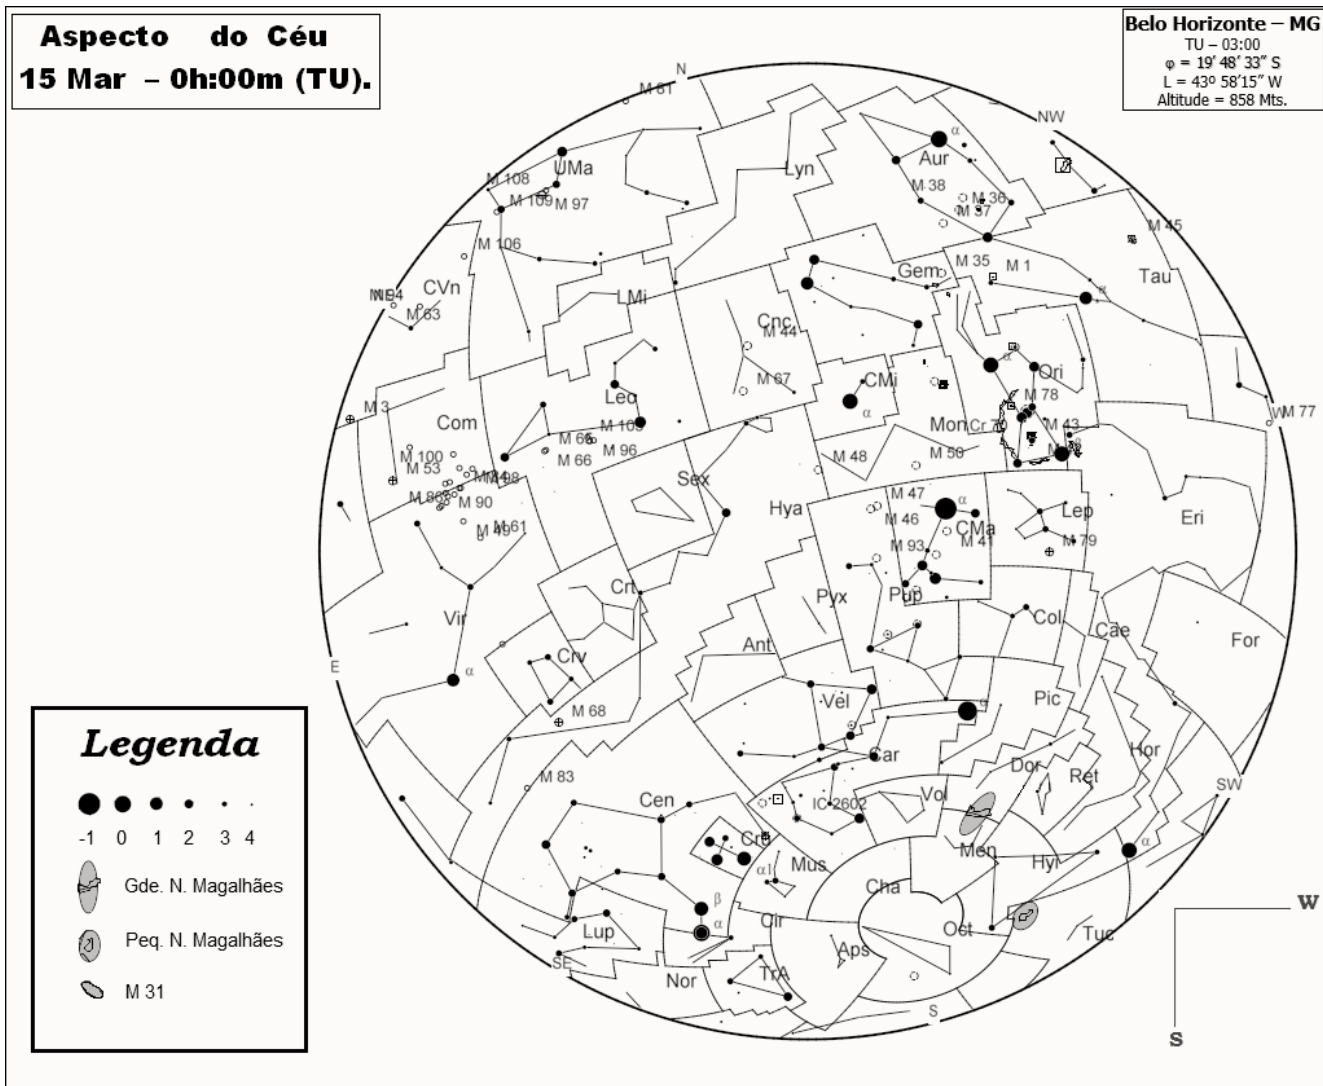 Aspecto do Céu
15 Mar – 0h:00m (TU).
Belo Horizonte – MG
TU – 03:00
φ = 19′ 48′ 33″ S
L = 43º 58′15″ W
Altitude = 858 Mts.
N
M 81
NW
α
UMa
Aur
Lyn
M 108
M 109
M 97
M 38
M 36
M 37
M 45
M 106
M 35
M 1
Gem
Tau
CVn
M 94
LMi
α
M 63
Cnc
M 44
α
CMi
Ori
M 67
Leo
M 3
M 78
W
M 77
Com
M 105
α
Mon
Cr 70
M 43
M 96
M 100
M 66
M 48
M 50
M 53
Sex
M 47
α
M 86
M 90
Hya
M 46
CMa
Lep
Eri
M 49
M 61
M 93
M 41
M 79
Crt
Pyx
Pup
Vir
Col
Cae
For
Ant
Crv
E
α
Vel
Pic
M 68
α
Car
Hor
Dor
Ret
M 83
SW
Cen
IC 2602
Vol
Cru
Men
α
Mus
Hyi
α1
Cha
β
Cir
α
Lup
Oct
Tuc
Aps
SE
Nor
TrA
S
W
S
Legenda
-1 0 1 2 3 4
Gde. N. Magalhães
Peq. N. Magalhães
M 31